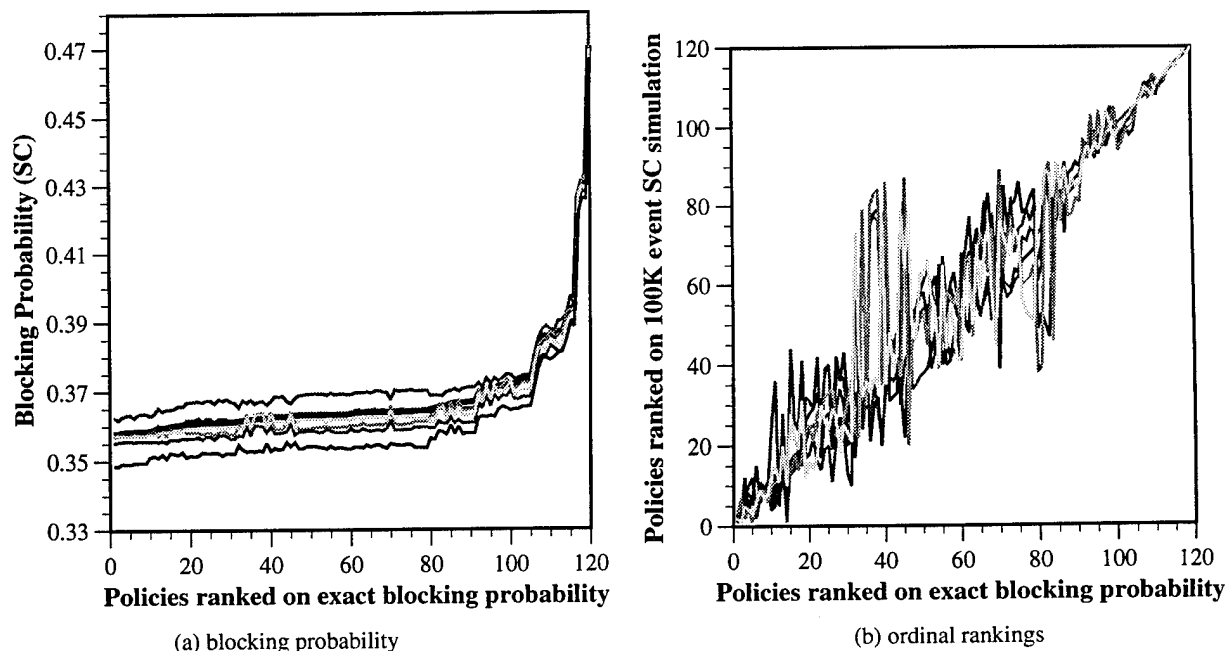 Blocking Probability (SC)
0.47
0.45
0.43
0.41
0.39
0.37
0.35
0.33
0 20 40 60 80 100 120
Policies ranked on exact blocking probability
(a) blocking probability
Policies ranked on 100K event SC simulation
120
100
80
60
40
20
0
0 20 40 60 80 100 120
Policies ranked on exact blocking probability
(b) ordinal rankings